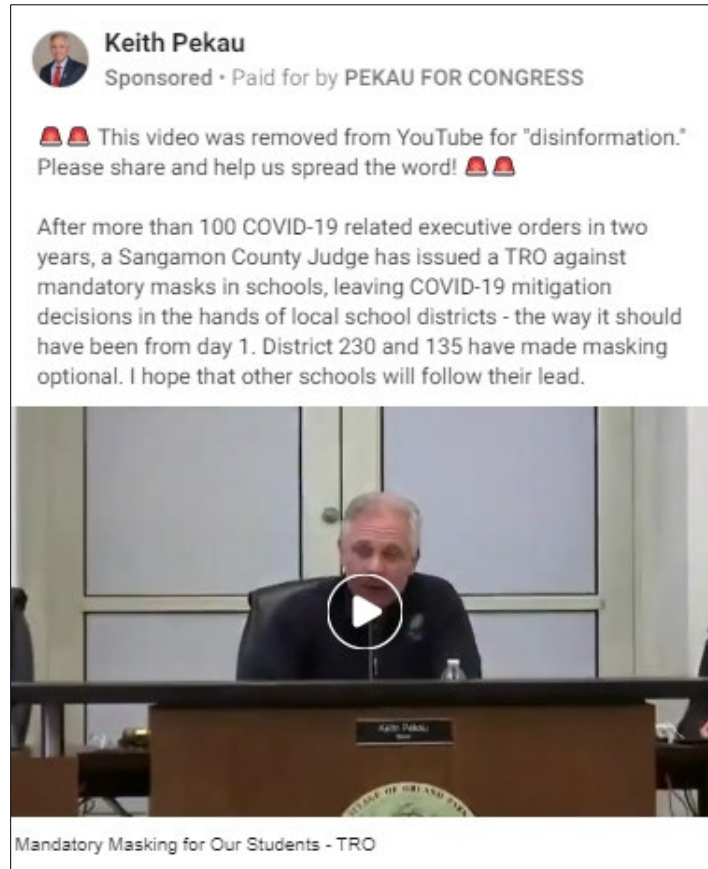 Keith Pekau
Sponsored • Paid for by PEKAU FOR CONGRESS
🚨🚨 This video was removed from YouTube for "disinformation."
Please share and help us spread the word! 🚨🚨
After more than 100 COVID-19 related executive orders in two
years, a Sangamon County Judge has issued a TRO against
mandatory masks in schools, leaving COVID-19 mitigation
decisions in the hands of local school districts - the way it should
have been from day 1. District 230 and 135 have made masking
optional. I hope that other schools will follow their lead.
Keith Pekau
VILLAGE OF ORLAND PARK
Mandatory Masking for Our Students - TRO